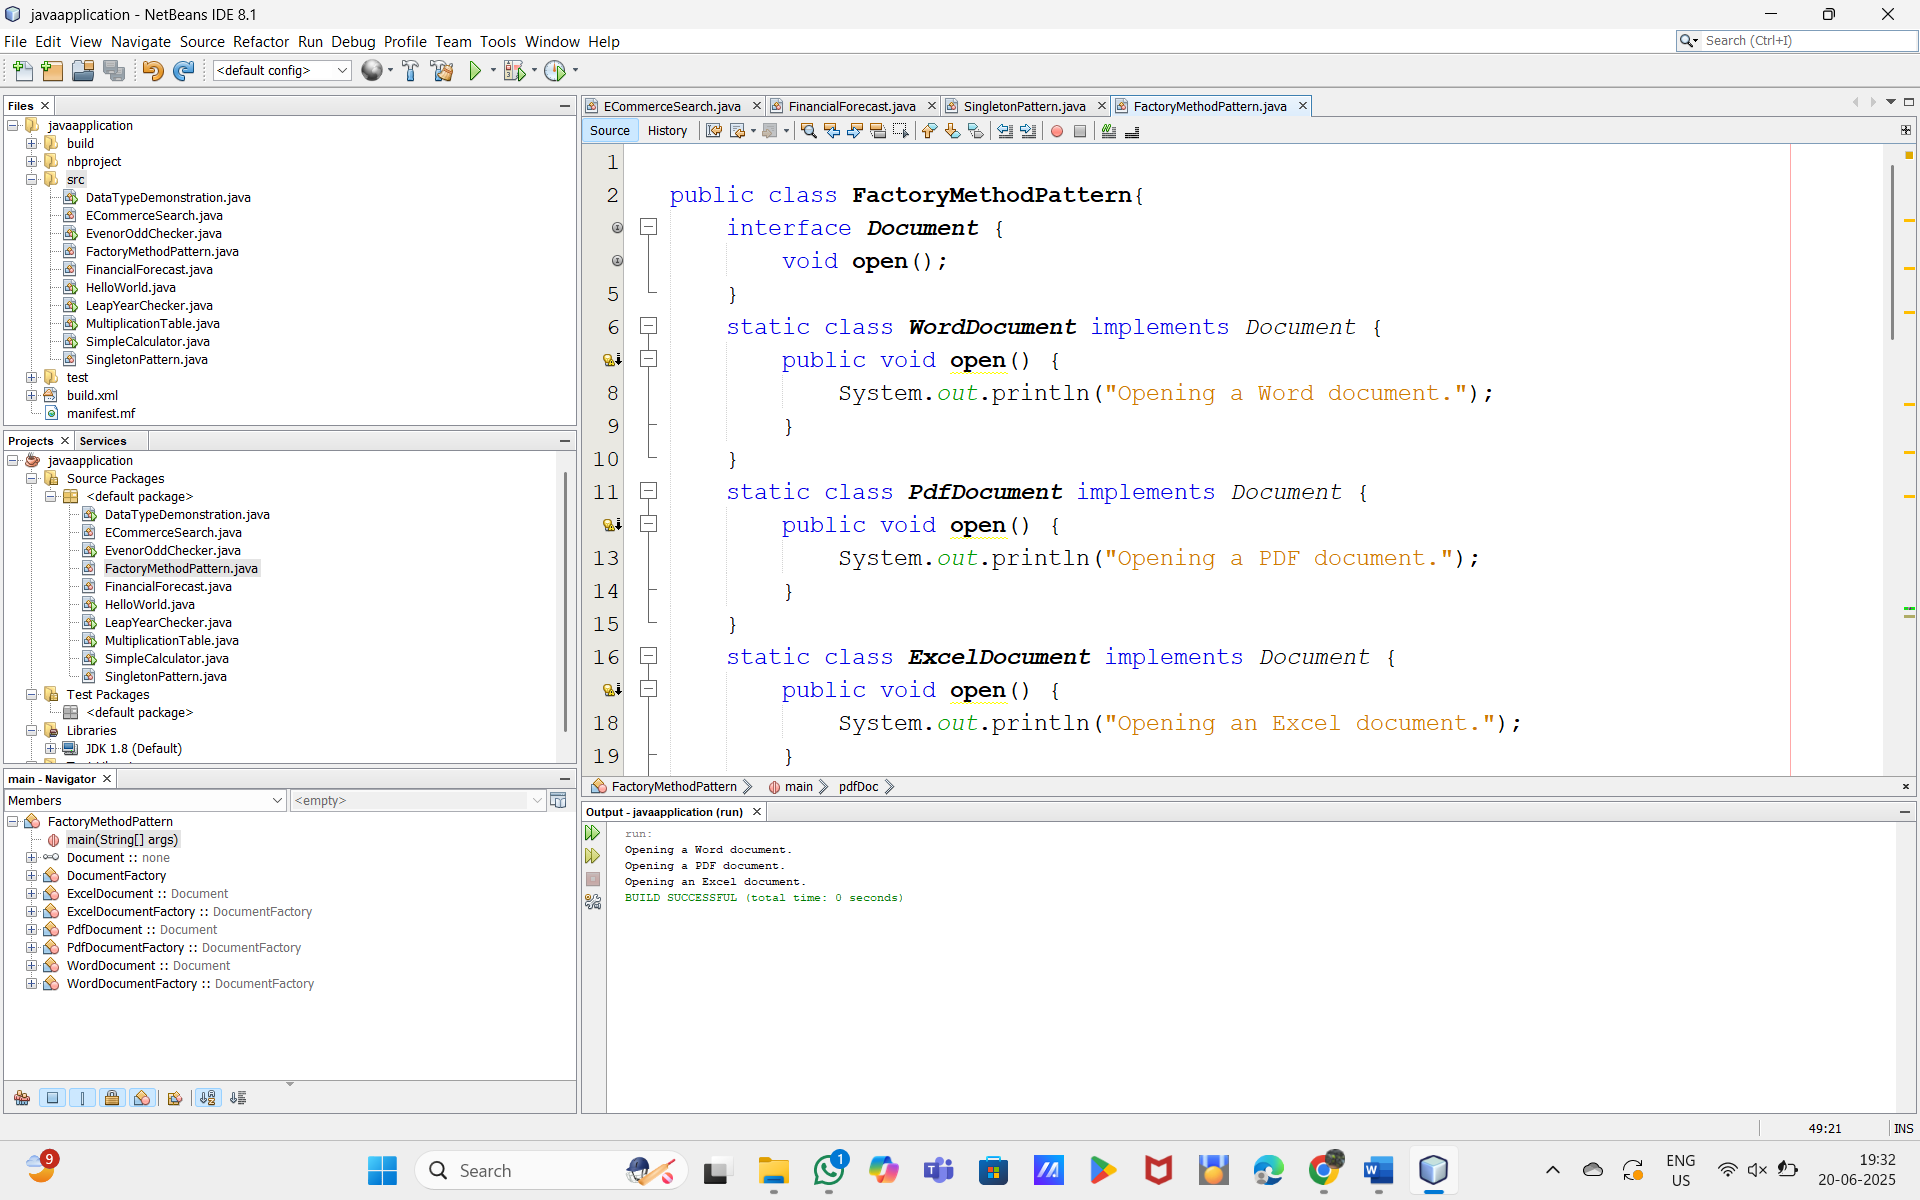 javaapplication - NetBeans IDE 8.1
File Edit View Navigate Source Refactor Run Debug Profile Team Tools Window Help
Search (Ctrl+I)
<default config>
Files
javaapplication
build
nbproject
src
DataTypeDemonstration.java
ECommerceSearch.java
EvenorOddChecker.java
FactoryMethodPattern.java
FinancialForecast.java
HelloWorld.java
LeapYearChecker.java
MultiplicationTable.java
SimpleCalculator.java
SingletonPattern.java
test
build.xml
manifest.mf
Projects Services
javaapplication
Source Packages
<default package>
DataTypeDemonstration.java
ECommerceSearch.java
EvenorOddChecker.java
FactoryMethodPattern.java
FinancialForecast.java
HelloWorld.java
LeapYearChecker.java
MultiplicationTable.java
SimpleCalculator.java
SingletonPattern.java
Test Packages
<default package>
Libraries
JDK 1.8 (Default)
main - Navigator
Members <empty>
FactoryMethodPattern
main(String[] args)
Document :: none
DocumentFactory
ExcelDocument :: Document
ExcelDocumentFactory :: DocumentFactory
PdfDocument :: Document
PdfDocumentFactory :: DocumentFactory
WordDocument :: Document
WordDocumentFactory :: DocumentFactory
ECommerceSearch.java FinancialForecast.java SingletonPattern.java FactoryMethodPattern.java
Source History
1
2 public class FactoryMethodPattern{
interface Document {
void open();
5 }
6 static class WordDocument implements Document {
public void open() {
8 System.out.println("Opening a Word document.");
9 }
10 }
11 static class PdfDocument implements Document {
public void open() {
13 System.out.println("Opening a PDF document.");
14 }
15 }
16 static class ExcelDocument implements Document {
public void open() {
18 System.out.println("Opening an Excel document.");
19 }
FactoryMethodPattern main pdfDoc
Output - javaapplication (run)
run:
Opening a Word document.
Opening a PDF document.
Opening an Excel document.
BUILD SUCCESSFUL (total time: 0 seconds)
49:21 INS
9
Search
1
ENG
US
19:32
20-06-2025